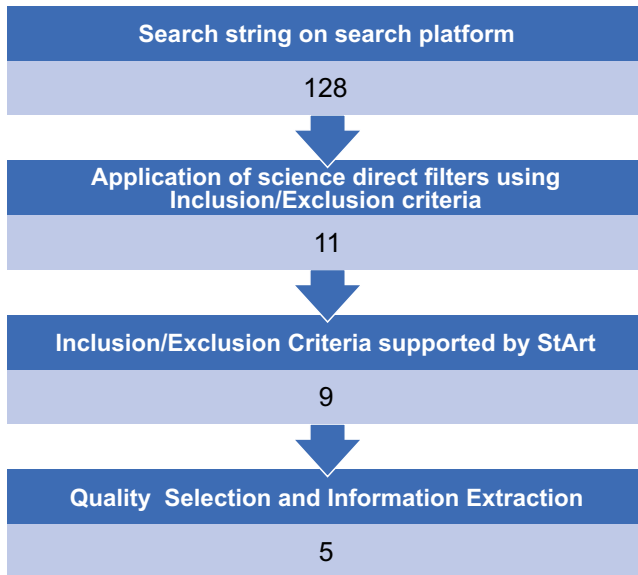 Search string on search platform
128
Application of science direct filters using
Inclusion/Exclusion criteria
11
Inclusion/Exclusion Criteria supported by StArt
9
Quality Selection and Information Extraction
5